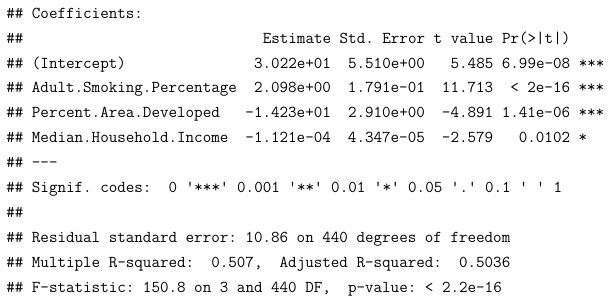 ## Coefficients:
##                             Estimate Std. Error t value Pr(>|t|)
## (Intercept)               3.022e+01  5.510e+00   5.485 6.99e-08 ***
## Adult.Smoking.Percentage  2.098e+00  1.791e-01  11.713  < 2e-16 ***
## Percent.Area.Developed   -1.423e+01  2.910e+00  -4.891 1.41e-06 ***
## Median.Household.Income  -1.121e-04  4.347e-05  -2.579   0.0102 *
## ---
## Signif. codes:  0 '***' 0.001 '**' 0.01 '*' 0.05 '.' 0.1 ' ' 1
##
## Residual standard error: 10.86 on 440 degrees of freedom
## Multiple R-squared:  0.507, Adjusted R-squared:  0.5036
## F-statistic: 150.8 on 3 and 440 DF,  p-value: < 2.2e-16